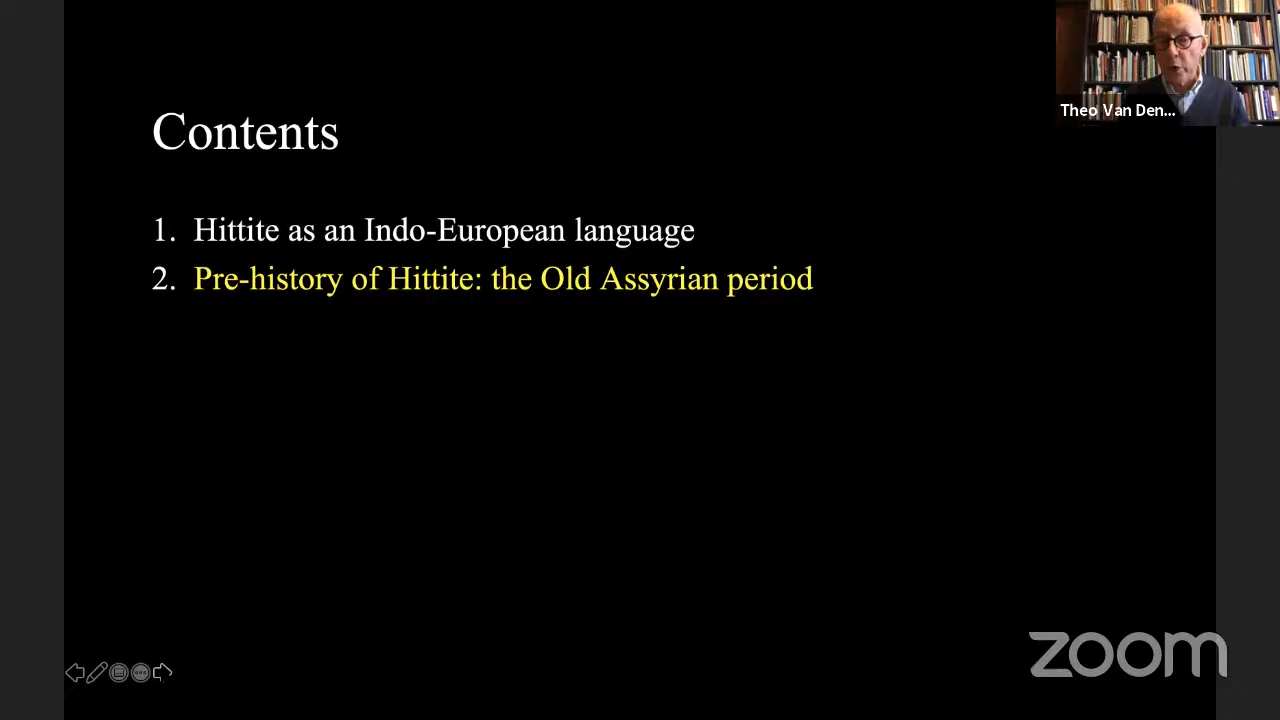 Theo Van Den...
Contents
1. Hittite as an Indo-European language
2. Pre-history of Hittite: the Old Assyrian period
zoom